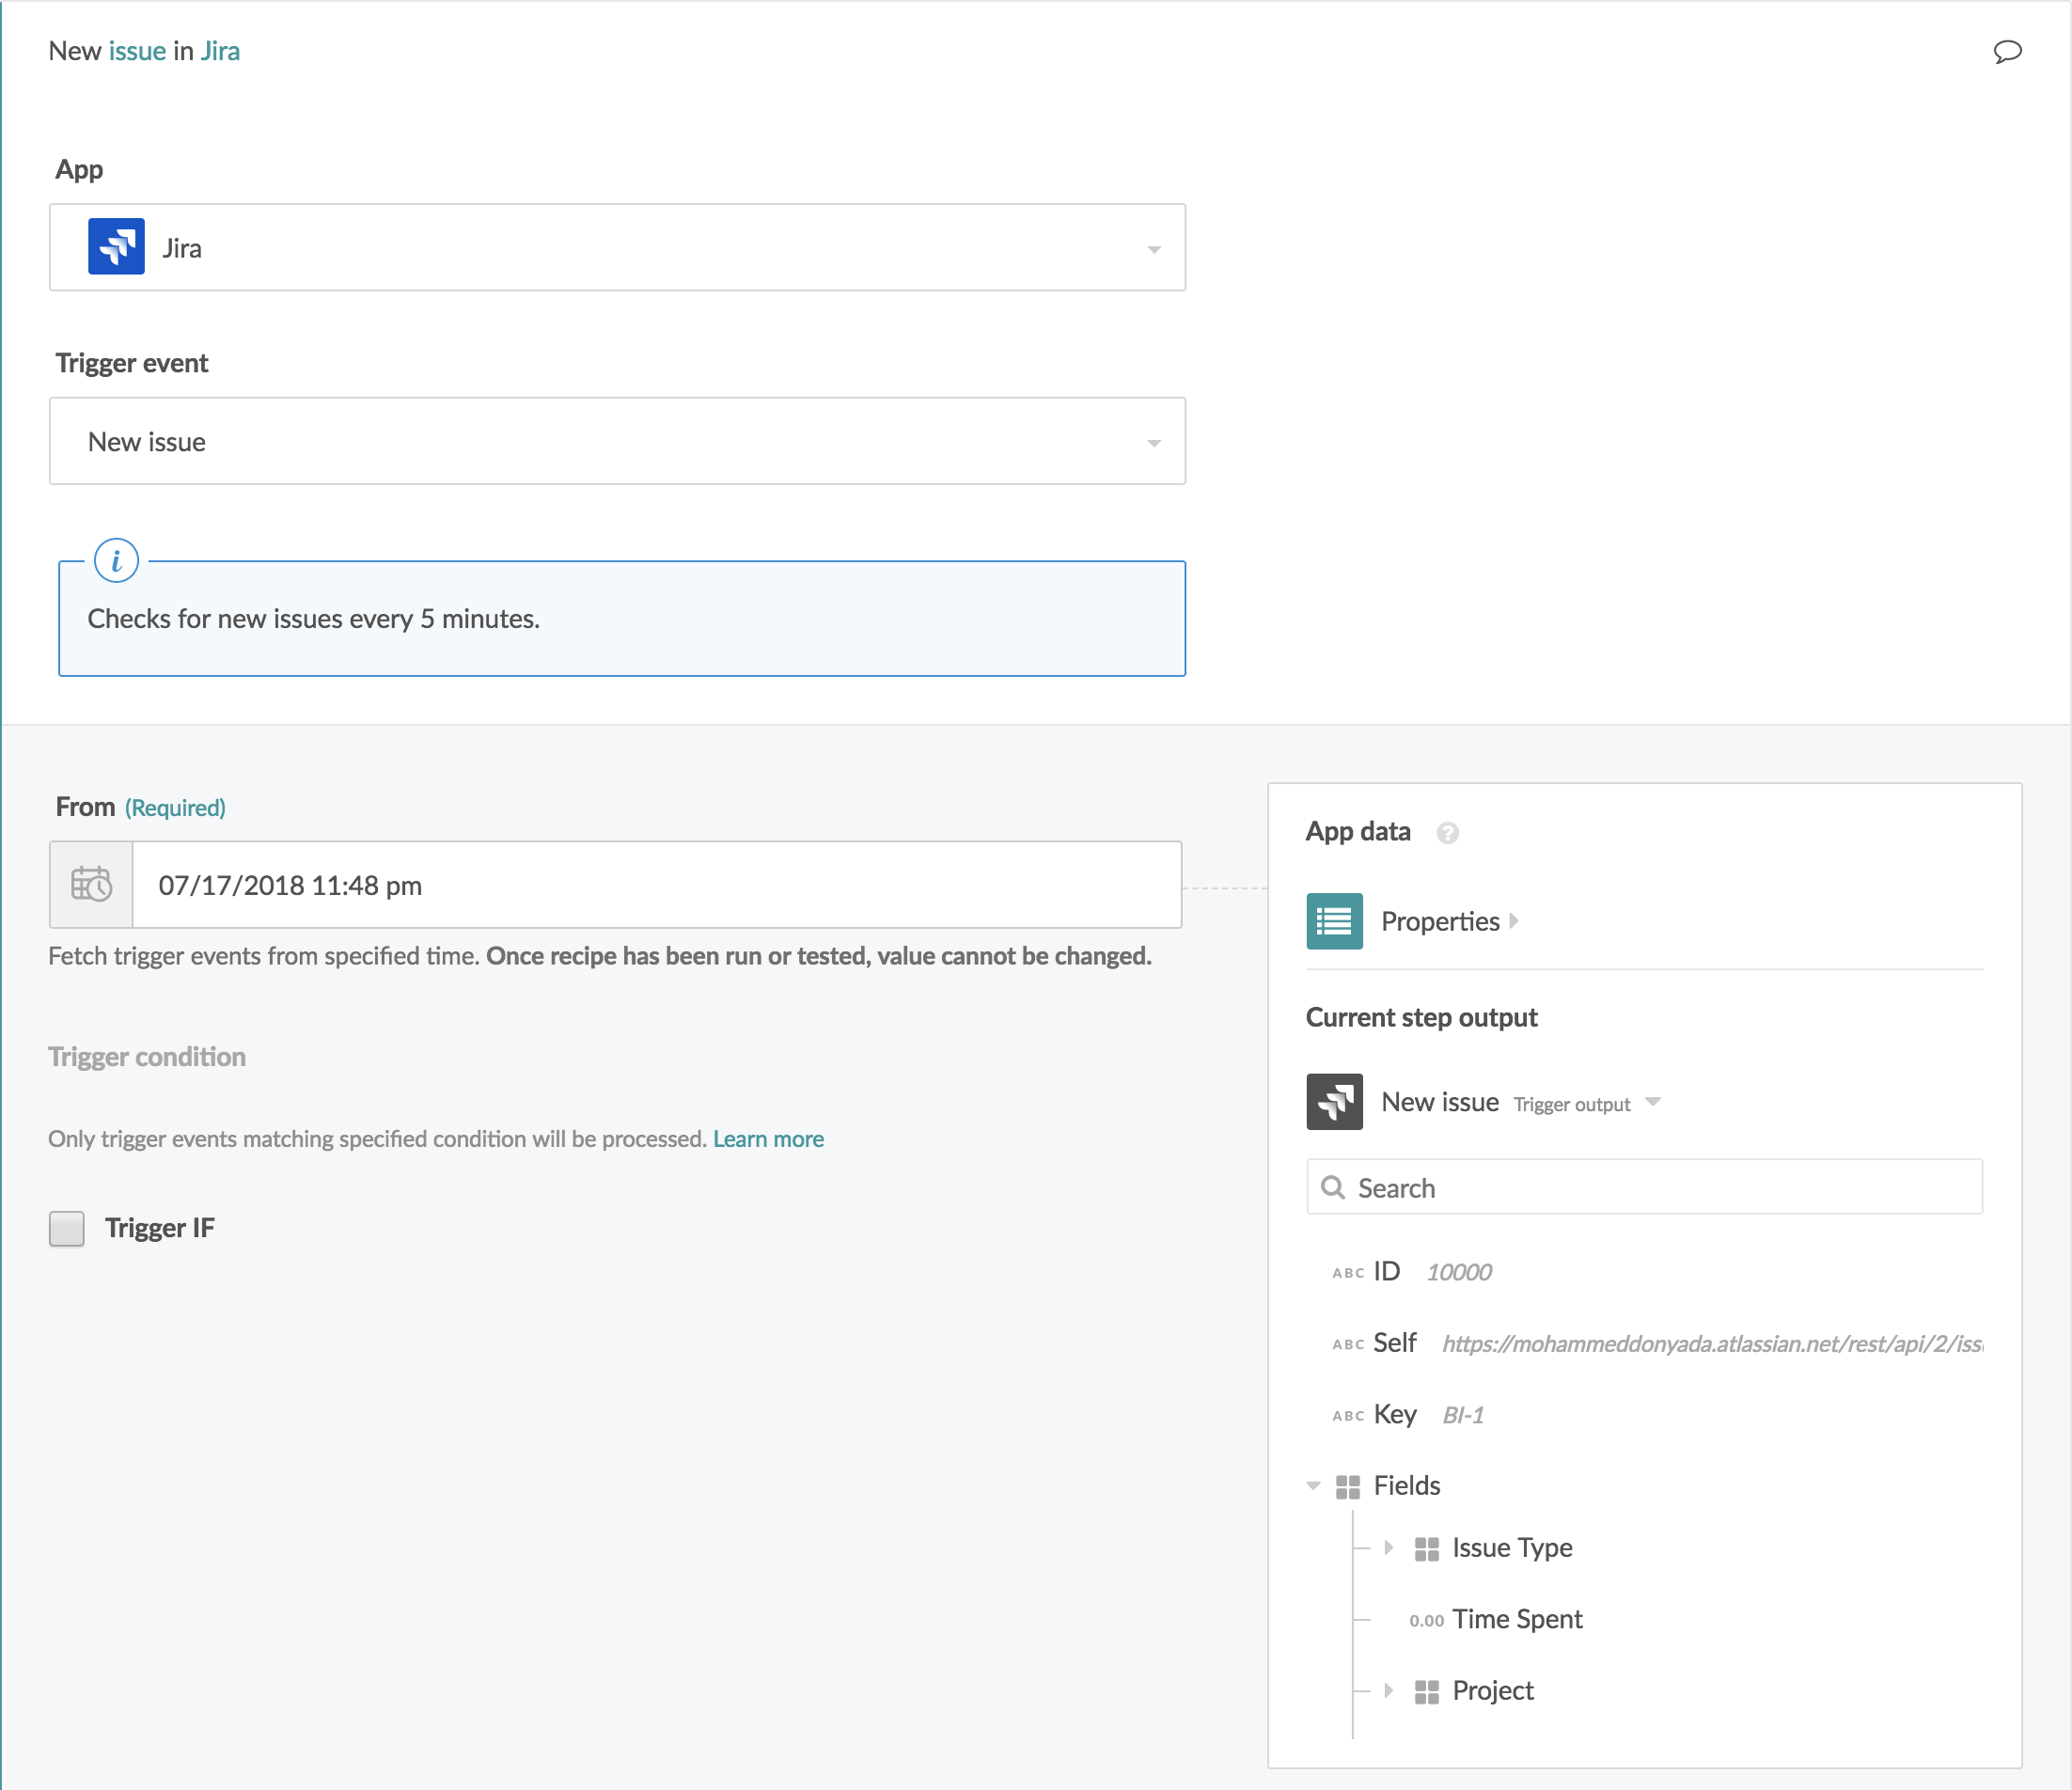 New issue in Jira
App
Jira
Trigger event
New issue
i
Checks for new issues every 5 minutes.
From (Required)
07/17/2018 11:48 pm
Fetch trigger events from specified time. Once recipe has been run or tested, value cannot be changed.
Trigger condition
Only trigger events matching specified condition will be processed. Learn more
Trigger IF
App data ?
Properties
Current step output
New issue Trigger output
Search
ABC ID 10000
ABC Self https://mohammeddonyada.atlassian.net/rest/api/2/iss
ABC Key BI-1
Fields
Issue Type
0.00 Time Spent
Project